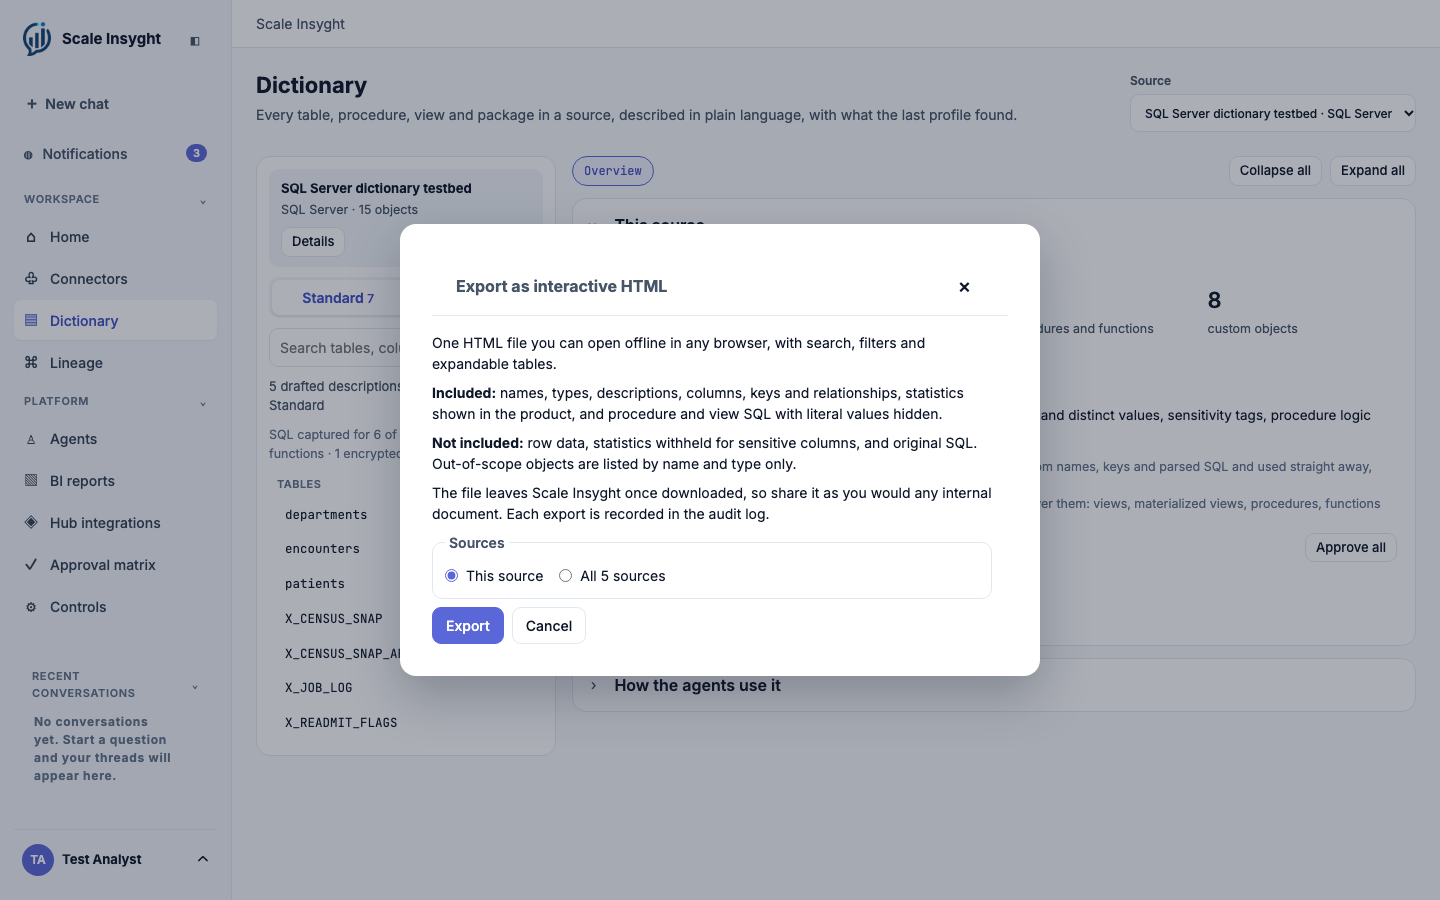 Scale Insyght
Scale Insyght
+ New chat
Notifications
3
WORKSPACE
Home
Connectors
Dictionary
Lineage
PLATFORM
Agents
BI reports
Hub integrations
Approval matrix
Controls
RECENT
CONVERSATIONS
No conversations
yet. Start a question
and your threads will
appear here.
TA
Test Analyst
Dictionary
Every table, procedure, view and package in a source, described in plain language, with what the last profile found.
Source
SQL Server dictionary testbed · SQL Server
SQL Server dictionary testbed
SQL Server · 15 objects
Details
Standard 7
Search tables,
5 drafted descriptions
Standard
SQL captured for 6 of
functions · 1 encrypted
TABLES
departments
encounters
patients
X_CENSUS_SNAP
X_JOB_LOG
X_READMIT_FLAGS
Overview
Collapse all
Expand all
This source
8
and functions
custom objects
and distinct values, sensitivity tags, procedure logic
names, keys and parsed SQL and used straight away,
them: views, materialized views, procedures, functions
Approve all
How the agents use it
Export as interactive HTML
×
One HTML file you can open offline in any browser, with search, filters and
expandable tables.
Included: names, types, descriptions, columns, keys and relationships, statistics
shown in the product, and procedure and view SQL with literal values hidden.
Not included: row data, statistics withheld for sensitive columns, and original SQL.
Out-of-scope objects are listed by name and type only.
The file leaves Scale Insyght once downloaded, so share it as you would any internal
document. Each export is recorded in the audit log.
Sources
This source
All 5 sources
Export
Cancel